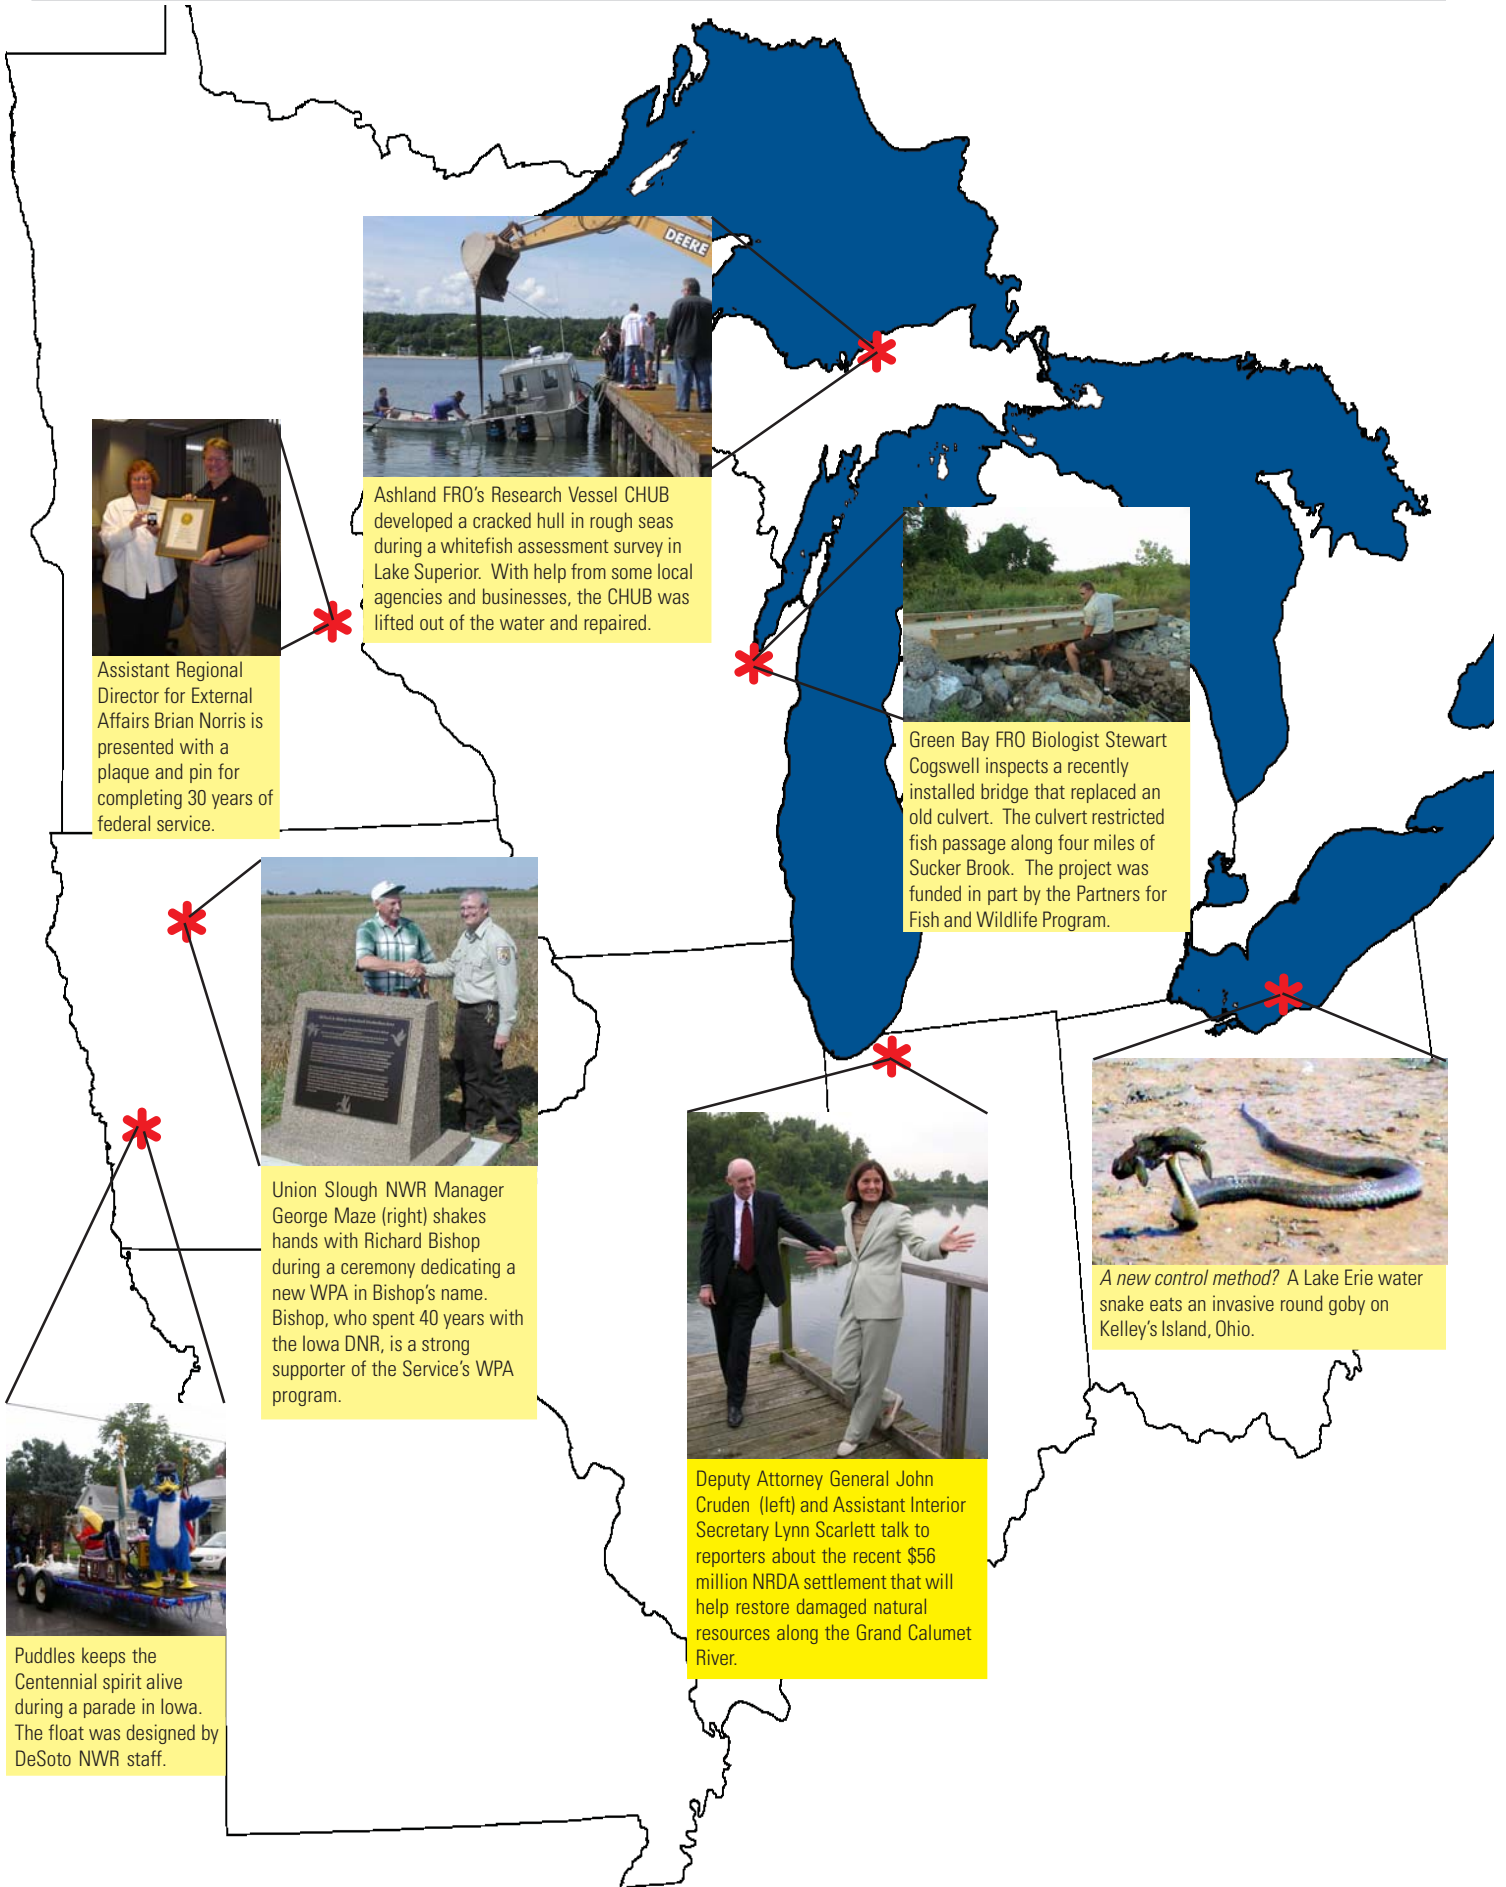 DEERE
Ashland FRO's Research Vessel CHUB
developed a cracked hull in rough seas
during a whitefish assessment survey in
Lake Superior.  With help from some local
agencies and businesses, the CHUB was
lifted out of the water and repaired.
Assistant Regional
Director for External
Affairs Brian Norris is
presented with a
plaque and pin for
completing 30 years of
federal service.
Green Bay FRO Biologist Stewart
Cogswell inspects a recently
installed bridge that replaced an
old culvert.  The culvert restricted
fish passage along four miles of
Sucker Brook.  The project was
funded in part by the Partners for
Fish and Wildlife Program.
Union Slough NWR Manager
George Maze (right) shakes
hands with Richard Bishop
during a ceremony dedicating a
new WPA in Bishop's name.
Bishop, who spent 40 years with
the Iowa DNR, is a strong
supporter of the Service's WPA
program.
A new control method?  A Lake Erie water
snake eats an invasive round goby on
Kelley's Island, Ohio.
Deputy Attorney General John
Cruden (left) and Assistant Interior
Secretary Lynn Scarlett talk to
reporters about the recent $56
million NRDA settlement that will
help restore damaged natural
resources along the Grand Calumet
River.
Puddles keeps the
Centennial spirit alive
during a parade in Iowa.
The float was designed by
DeSoto NWR staff.